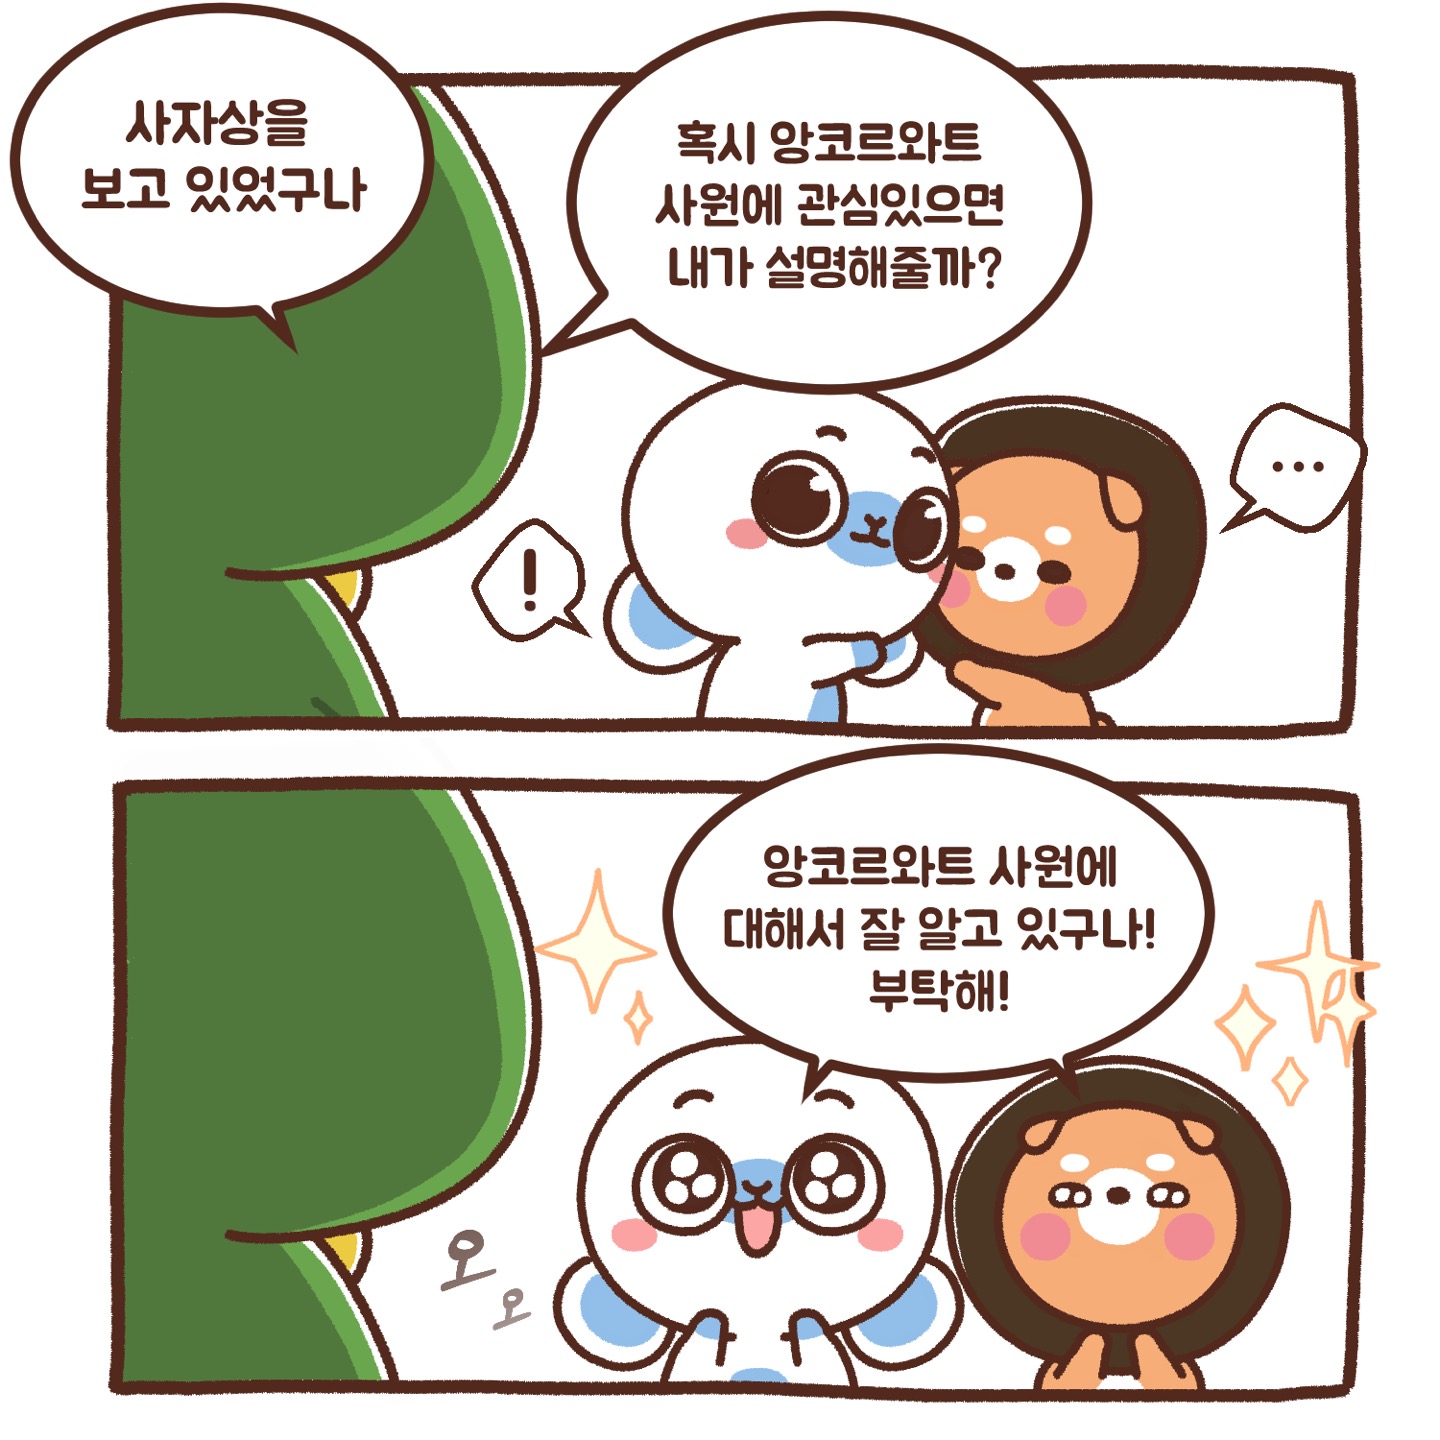 사자상을
보고 있었구나
혹시 앙코르와트
사원에 관심있으면
내가 설명해줄까?
!
...
앙코르와트 사원에
대해서 잘 알고 있구나!
부탁해!
오
오